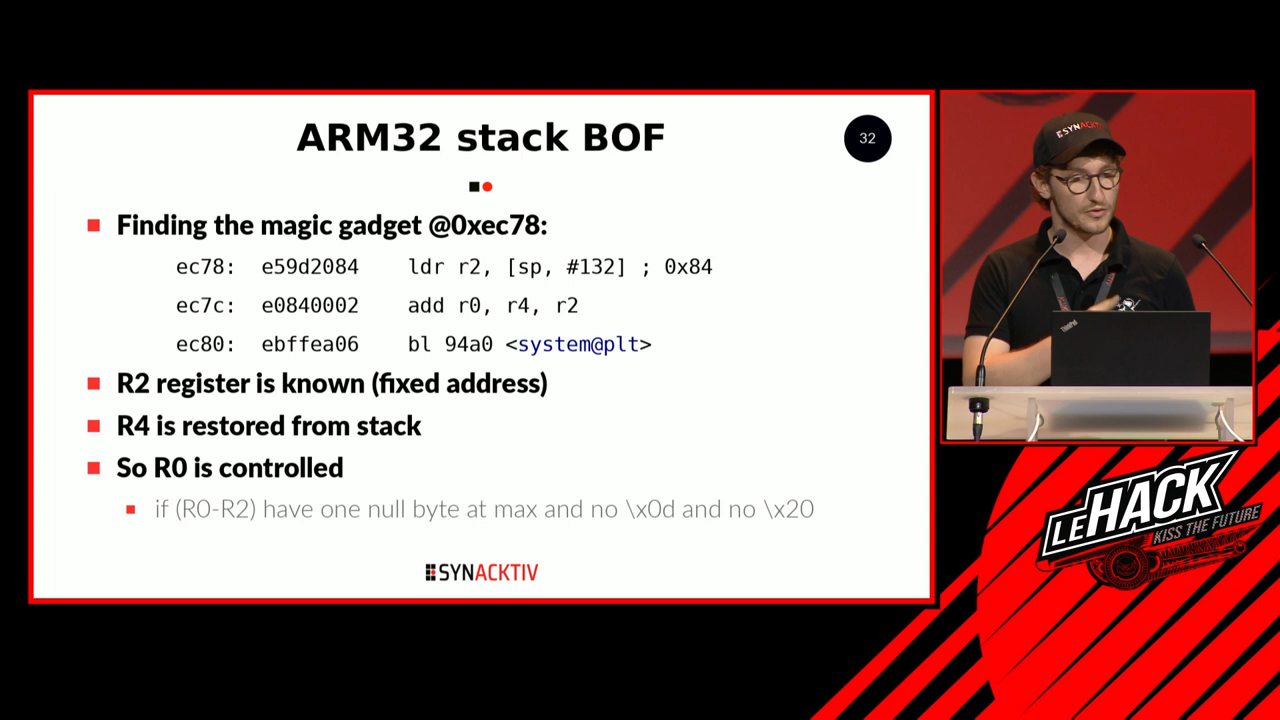 ARM32 stack BOF
32
Finding the magic gadget @0xec78:
ec78: e59d2084 ldr r2, [sp, #132] ; 0x84
ec7c: e0840002 add r0, r4, r2
ec80: ebffea06 bl 94a0 <system@plt>
R2 register is known (fixed address)
R4 is restored from stack
So R0 is controlled
if (R0-R2) have one null byte at max and no \x0d and no \x20
SYNACKTIV
SYNACKTIV
ThinkPad
LEHACK
KISS THE FUTURE